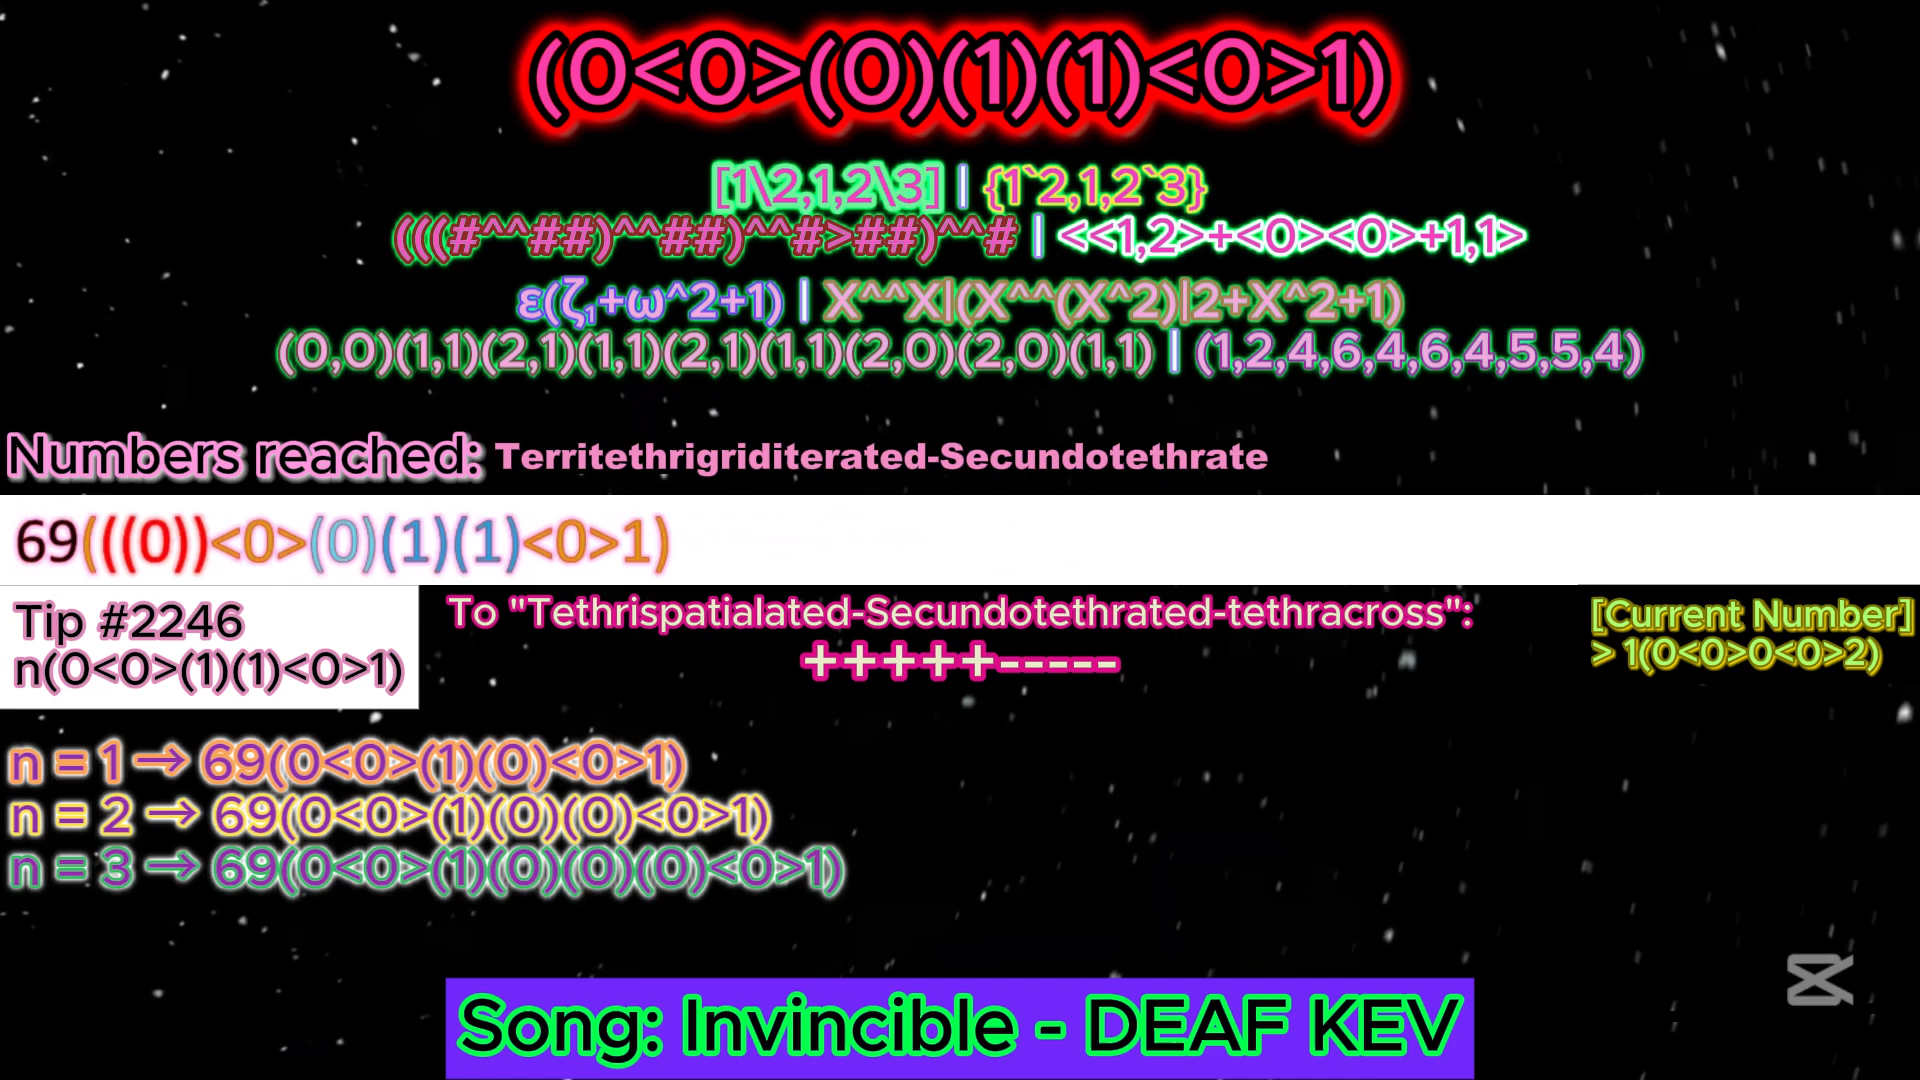 (0<0>(0)(1)(1)<0>1)
[1\2,1,2\3] | {1`2,1,2`3}
(((#^^##)^^##)^^#>##)^^# | <<1,2>+<0><0>+1,1>
ε(ζ₁+ω^2+1) | X^^X|(X^^(X^2)|2+X^2+1)
(0,0)(1,1)(2,1)(1,1)(2,1)(1,1)(2,0)(2,0)(1,1) | (1,2,4,6,4,6,4,5,5,4)
Numbers reached: Territethrigriditerated-Secundotethrate
69(((0))<0>(0)(1)(1)<0>1)
Tip #2246
n(0<0>(1)(1)<0>1)
To "Tethrispatialated-Secundotethrated-tethracross":
+++++-----
[Current Number]
> 1(0<0>0<0>2)
n = 1 → 69(0<0>(1)(0)<0>1)
n = 2 → 69(0<0>(1)(0)(0)<0>1)
n = 3 → 69(0<0>(1)(0)(0)(0)<0>1)
Song: Invincible - DEAF KEV